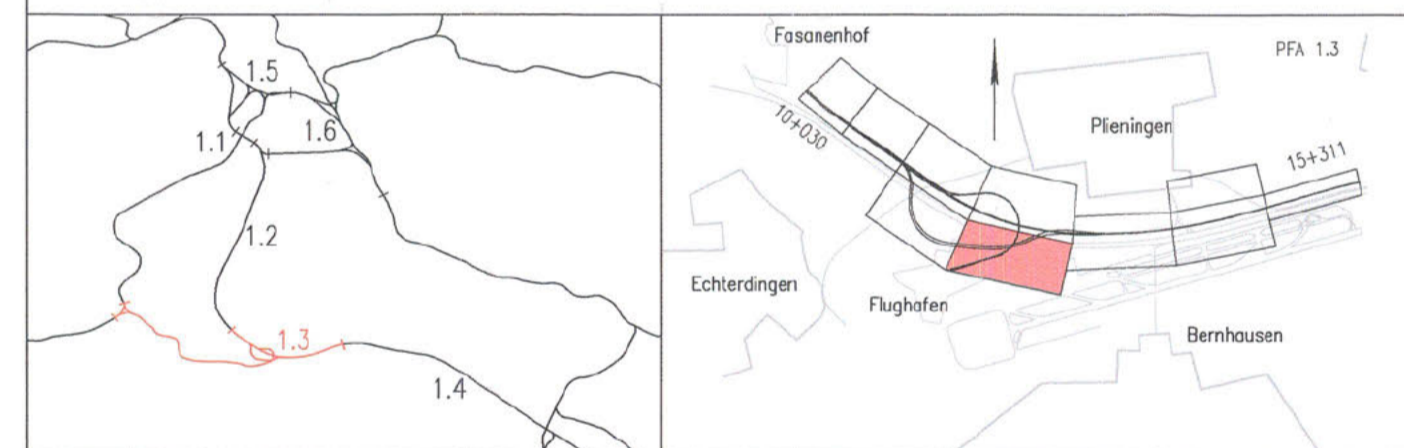 1.5
1.1
1.6
1.2
1.3
1.4
Fasanenhof
PFA 1.3
10+030
Plieningen
15+311
Echterdingen
Flughafen
Bernhausen